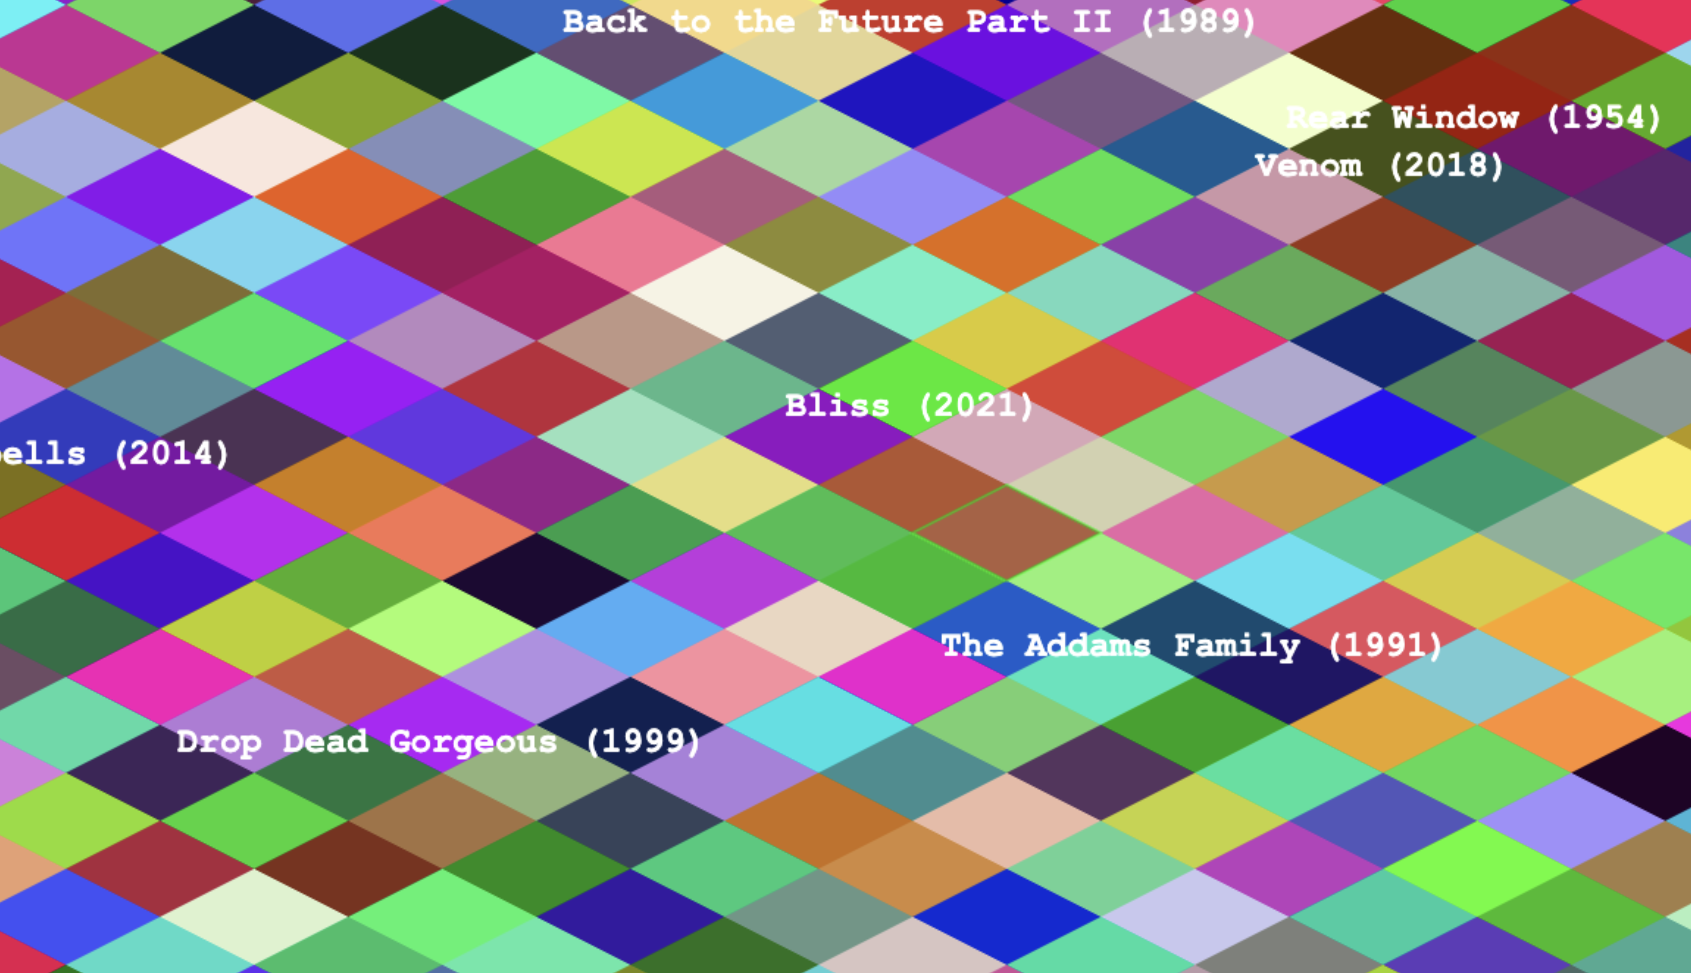 Back to the Future Part II (1989)
Rear Window (1954)
Venom (2018)
Bliss (2021)
ells (2014)
The Addams Family (1991)
Drop Dead Gorgeous (1999)